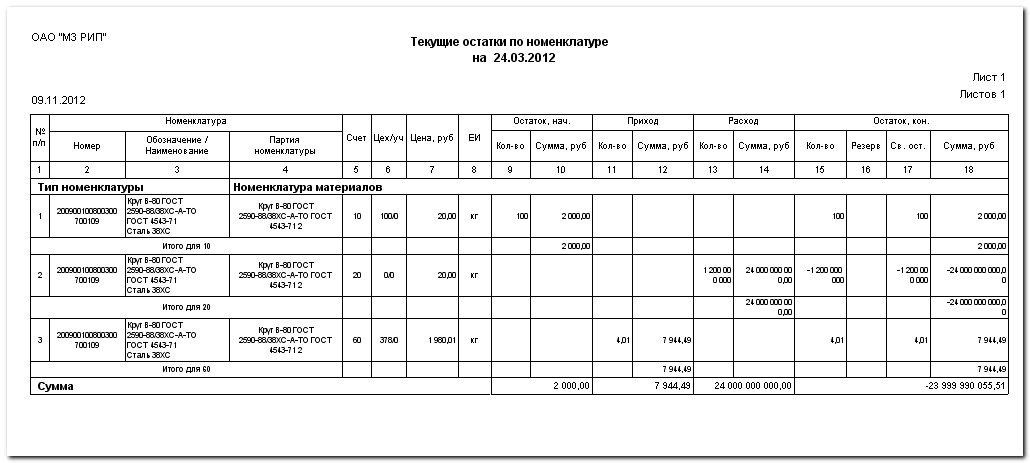 ОАО "МЗ РИП"
Текущие остатки по номенклатуре
на 24.03.2012
Лист 1
09.11.2012 Листов 1
№ п/п Номенклатура Счет Цех/уч Цена, руб ЕИ Остаток, нач. Приход Расход Остаток, кон.
Номер Обозначение / Наименование Партия номенклатуры Кол-во Сумма, руб Кол-во Сумма, руб Кол-во Сумма, руб Кол-во Резерв Св. ост. Сумма, руб
1 2 3 4 5 6 7 8 9 10 11 12 13 14 15 16 17 18
Тип номенклатуры Номенклатура материалов
1 200900100800300 700109 Круг В-80 ГОСТ 2590-88/38ХС-А-ТО ГОСТ 4543-71 Сталь 38ХС Круг В-80 ГОСТ 2590-88/38ХС-А-ТО ГОСТ 4543-71 2 10 100/0 20,00 кг 100 2 000,00 100 100 2 000,00
Итого для 10 2 000,00 2 000,00
2 200900100800300 700109 Круг В-80 ГОСТ 2590-88/38ХС-А-ТО ГОСТ 4543-71 Сталь 38ХС Круг В-80 ГОСТ 2590-88/38ХС-А-ТО ГОСТ 4543-71 2 20 0/0 20,00 кг 1 200 00 0 000 24 000 000 00 0,00 -1 200 000 000 -1 200 00 0 000 -24 000 000 000,0 0
Итого для 20 24 000 000 00 0,00 -24 000 000 000,0 0
3 200900100800300 700109 Круг В-80 ГОСТ 2590-88/38ХС-А-ТО ГОСТ 4543-71 Сталь 38ХС Круг В-80 ГОСТ 2590-88/38ХС-А-ТО ГОСТ 4543-71 2 60 378/0 1 980,01 кг 4,01 7 944,49 4,01 4,01 7 944,49
Итого для 60 7 944,49 7 944,49
Сумма 2 000,00 7 944,49 24 000 000 000,00 -23 999 990 055,51